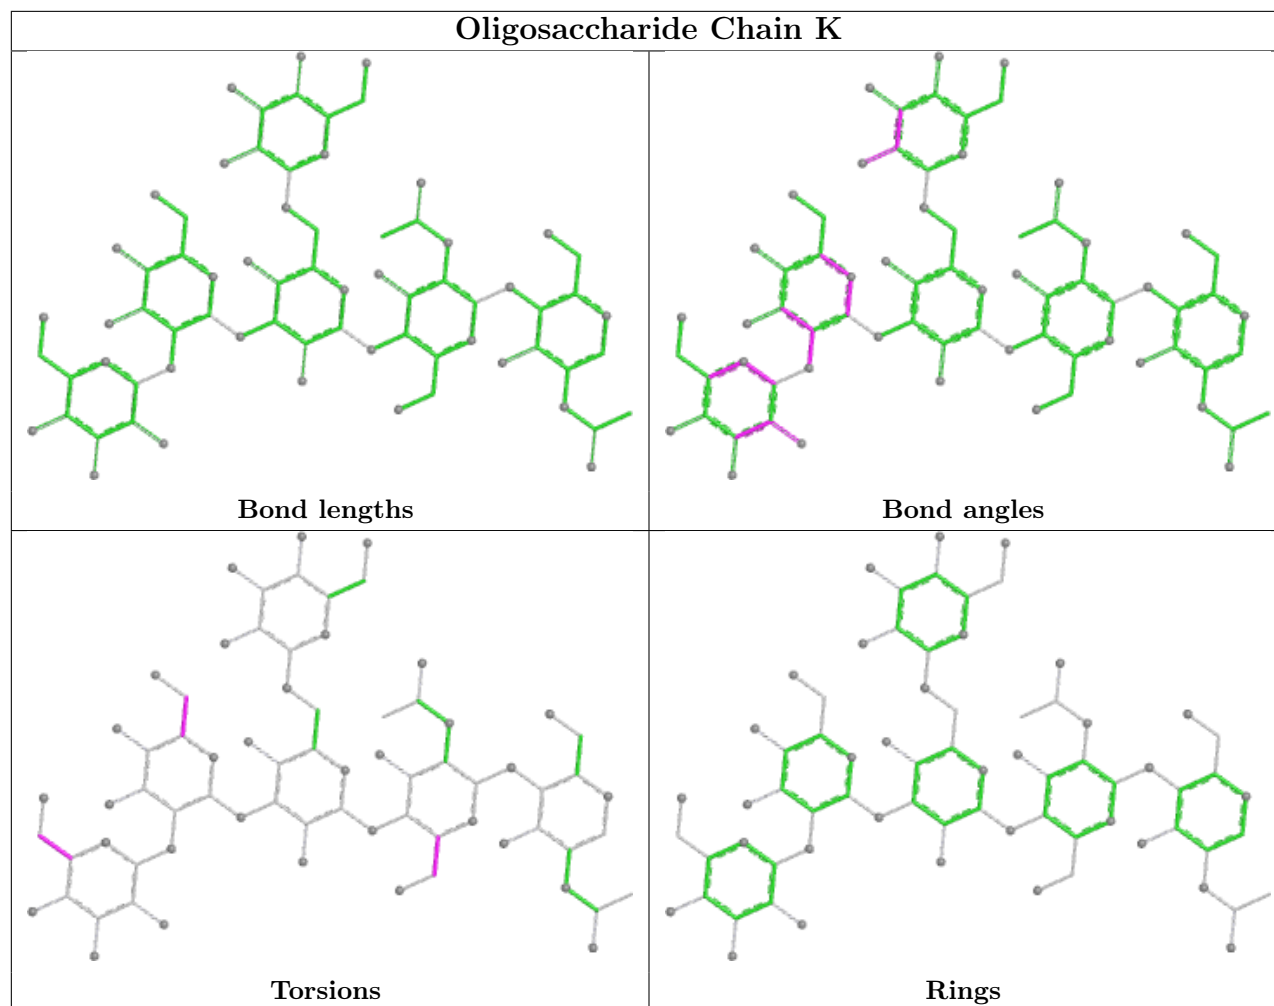 Oligosaccharide Chain K
Bond lengths
Bond angles
Torsions
Rings